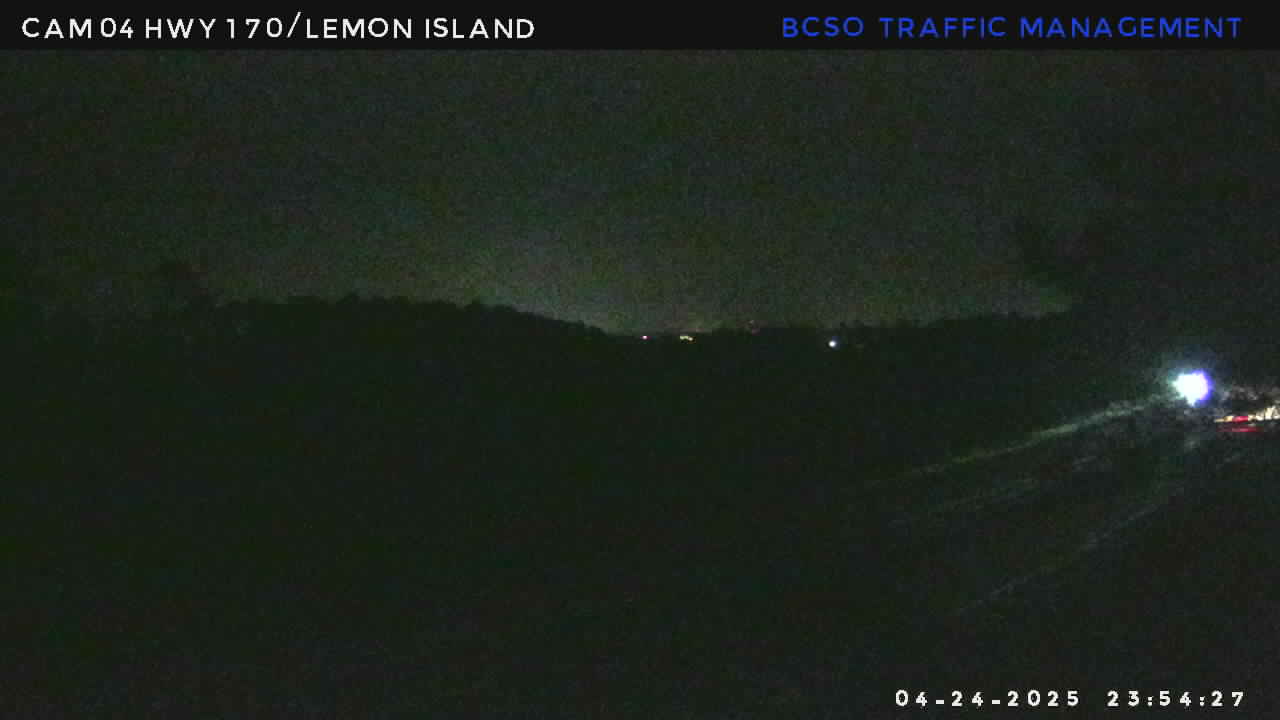 CAM04 HWY 170/LEMON ISLAND
BCSO TRAFFIC MANAGEMENT
04-24-2025 23:54:27